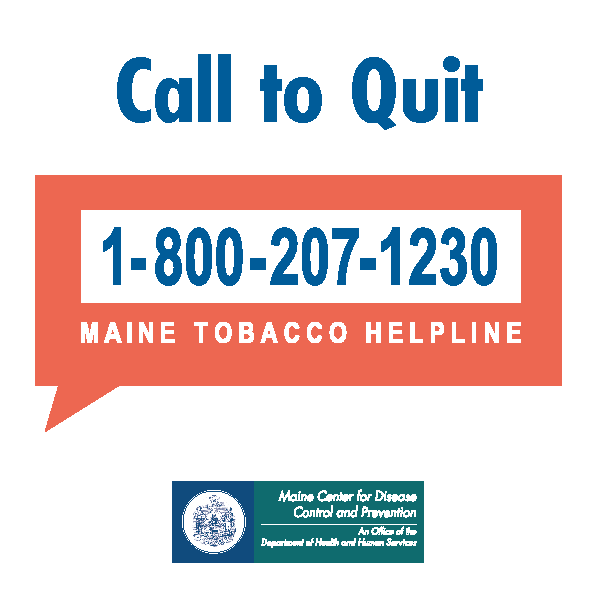 Call to Quit
1-800-207-1230
MAINE TOBACCO HELPLINE
Maine Center for Disease
Control and Prevention
An Office of the
Department of Health and Human Services